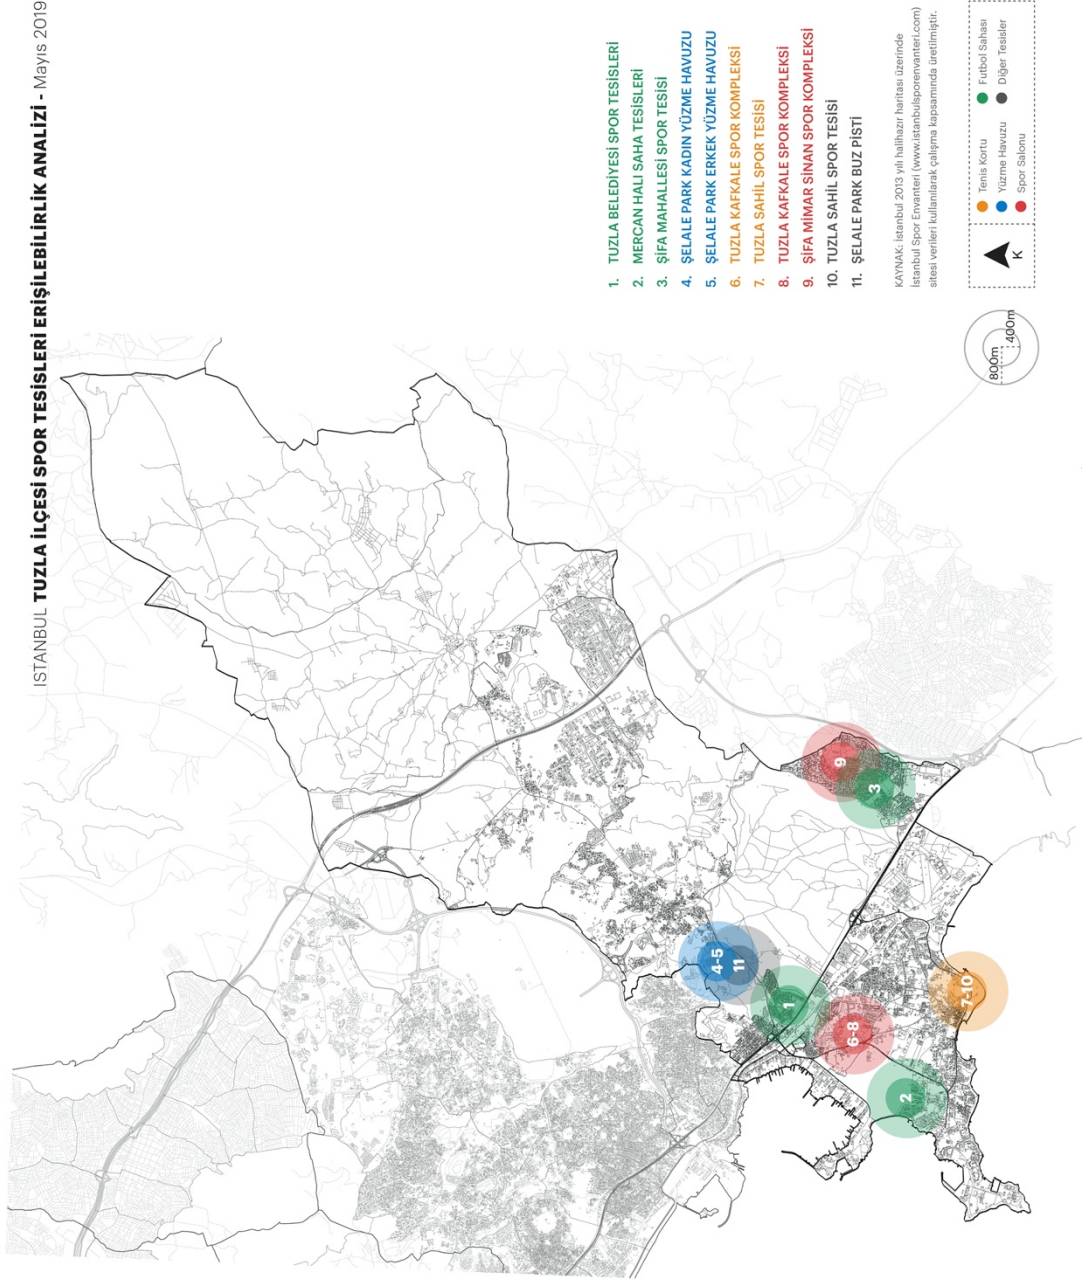 İSTANBUL TUZLA İLÇESİ SPOR TESİSLERİ ERİŞİLEBİLİRLİK ANALİZİ - Mayıs 2019
1. TUZLA BELEDİYESİ SPOR TESİSLERİ
2. MERCAN HALI SAHA TESİSLERİ
3. ŞİFA MAHALLESİ SPOR TESİSİ
4. ŞELALE PARK KADIN YÜZME HAVUZU
5. ŞELALE PARK ERKEK YÜZME HAVUZU
6. TUZLA KAFKALE SPOR KOMPLEKSİ
7. TUZLA SAHİL SPOR TESİSİ
8. TUZLA KAFKALE SPOR KOMPLEKSİ
9. ŞİFA MİMAR SİNAN SPOR KOMPLEKSİ
10. TUZLA SAHİL SPOR TESİSİ
11. ŞELALE PARK BUZ PİSTİ
KAYNAK: İstanbul 2013 yılı halihazır haritası üzerinde
İstanbul Spor Envanteri (www.istanbulsporenvanteri.com)
sitesi verileri kullanılarak çalışma kapsamında üretilmiştir.
K
Tenis Kortu
Futbol Sahası
Yüzme Havuzu
Diğer Tesisler
Spor Salonu
800m
400m
4-5
11
1
6-8
2
7-10
9
3